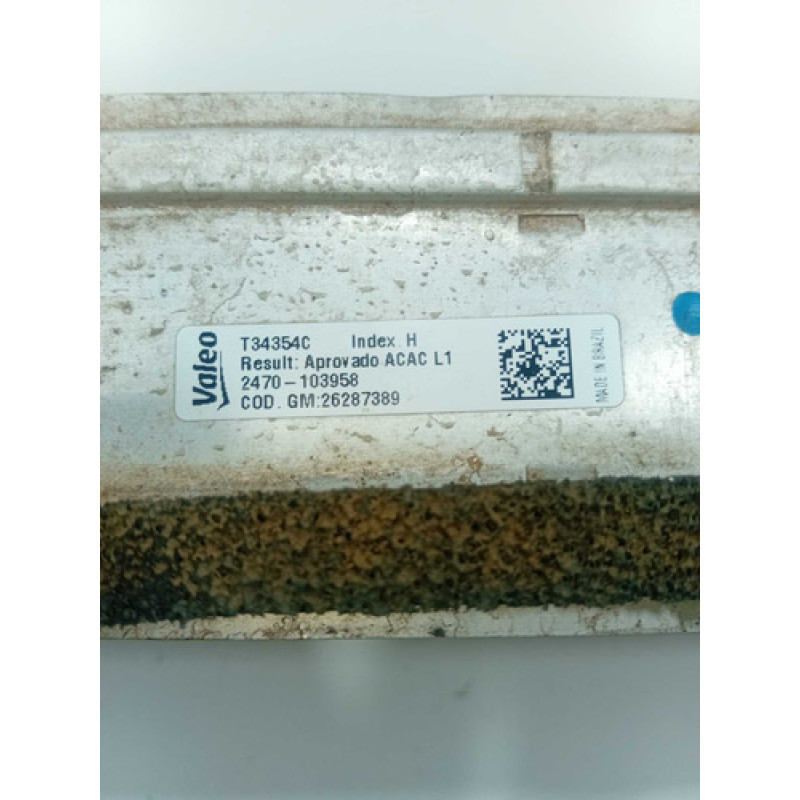 Valeo
T34354C Index H
Result: Aprovado ACAC L1
2470-103958
COD. GM:26287389
MADE IN BRAZIL